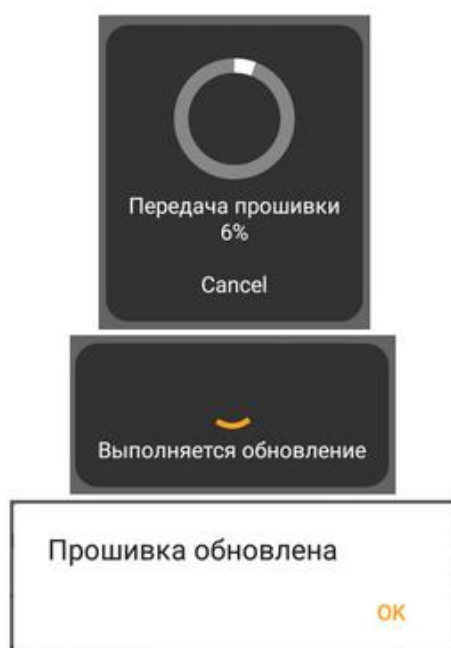 Передача прошивки
6%
Cancel
Выполняется обновление
Прошивка обновлена
OK